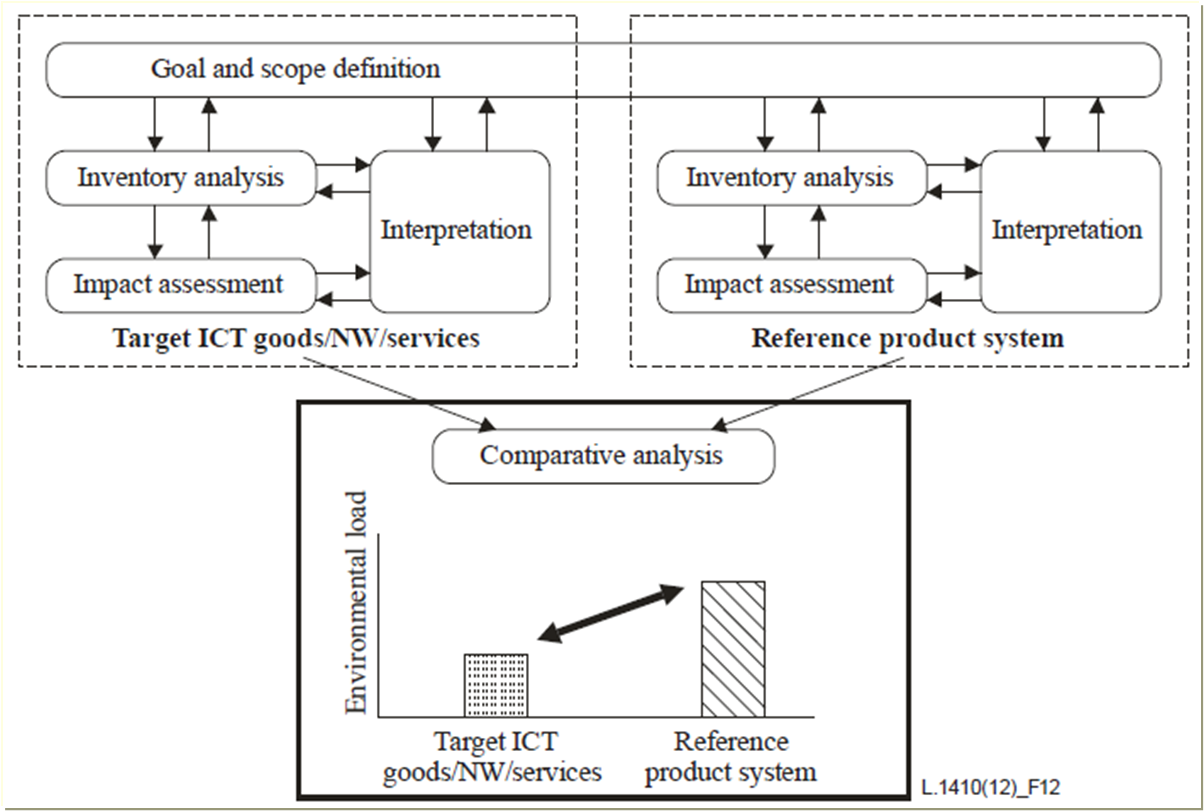 Goal and scope definition
Inventory analysis
Interpretation
Impact assessment
Target ICT goods/NW/services
Inventory analysis
Interpretation
Impact assessment
Reference product system
Comparative analysis
Environmental load
Target ICT
goods/NW/services
Reference
product system
L.1410(12)_F12